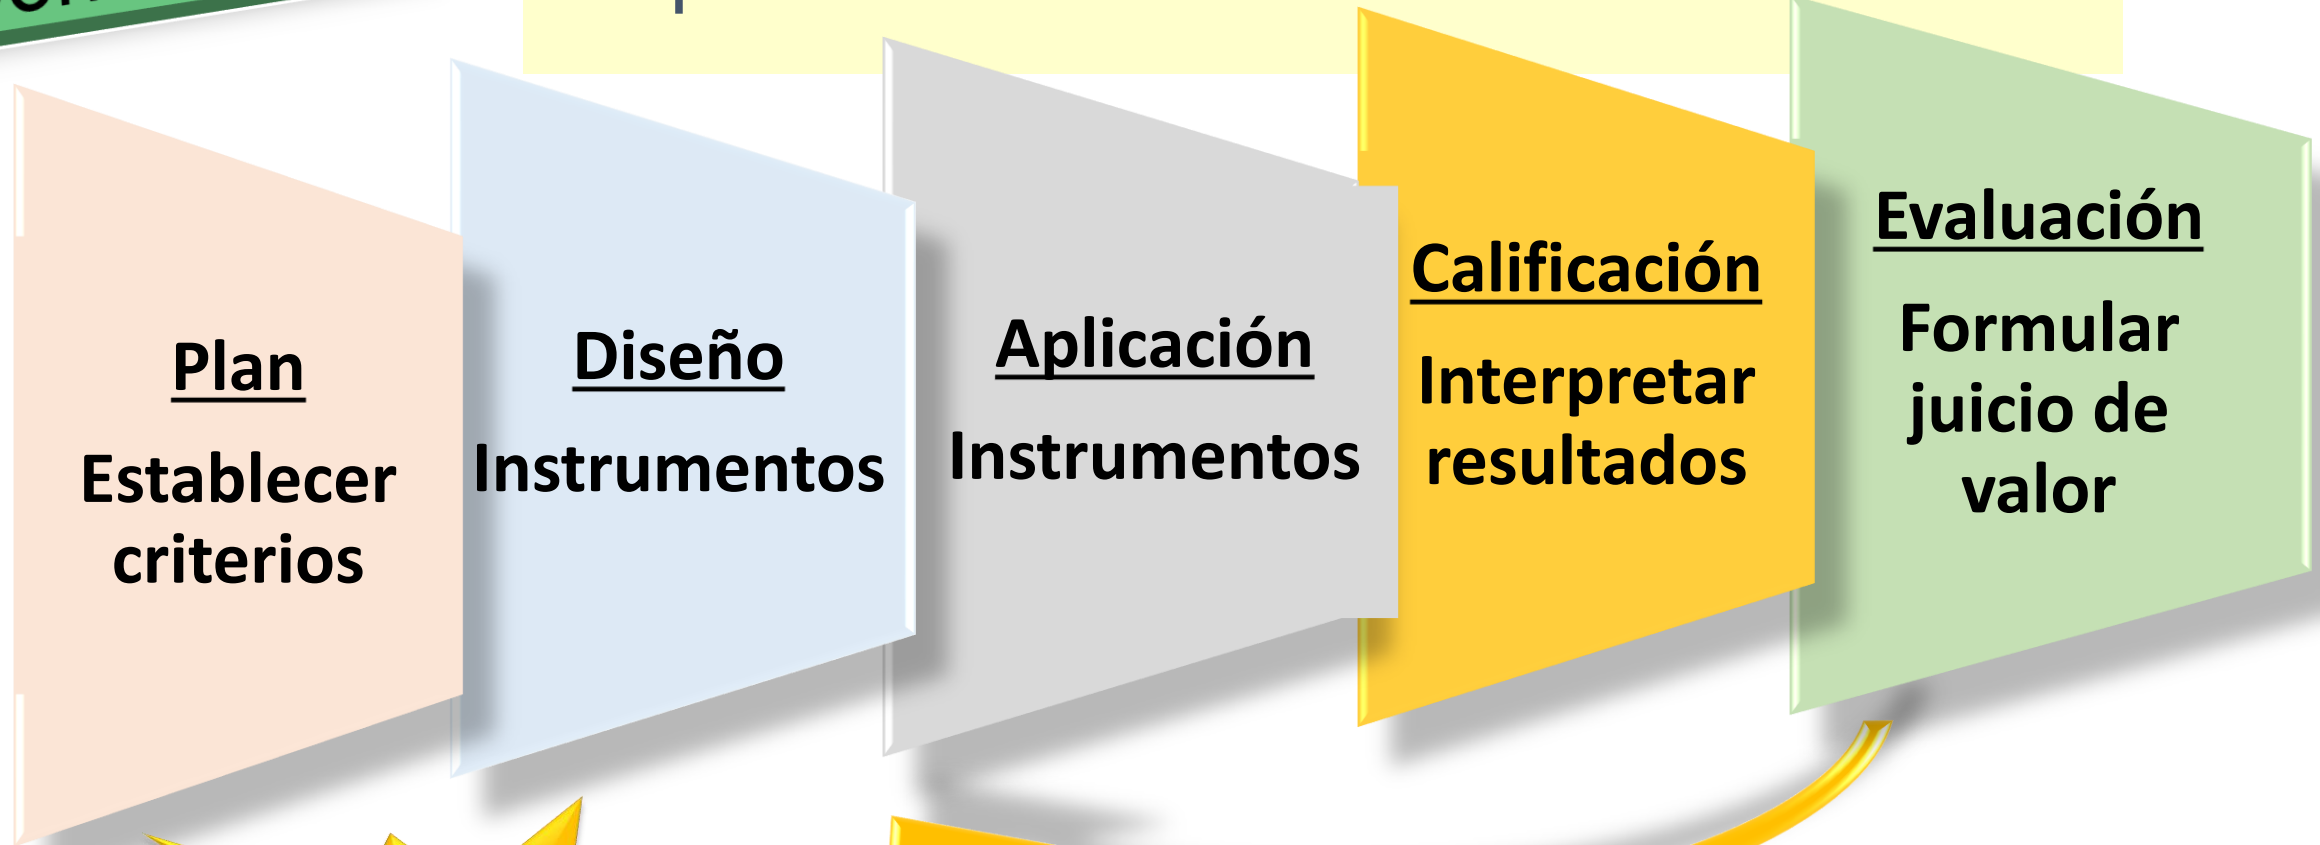 Plan
Establecer
criterios
Diseño
Instrumentos
Aplicación
Instrumentos
Calificación
Interpretar
resultados
Evaluación
Formular
juicio de
valor